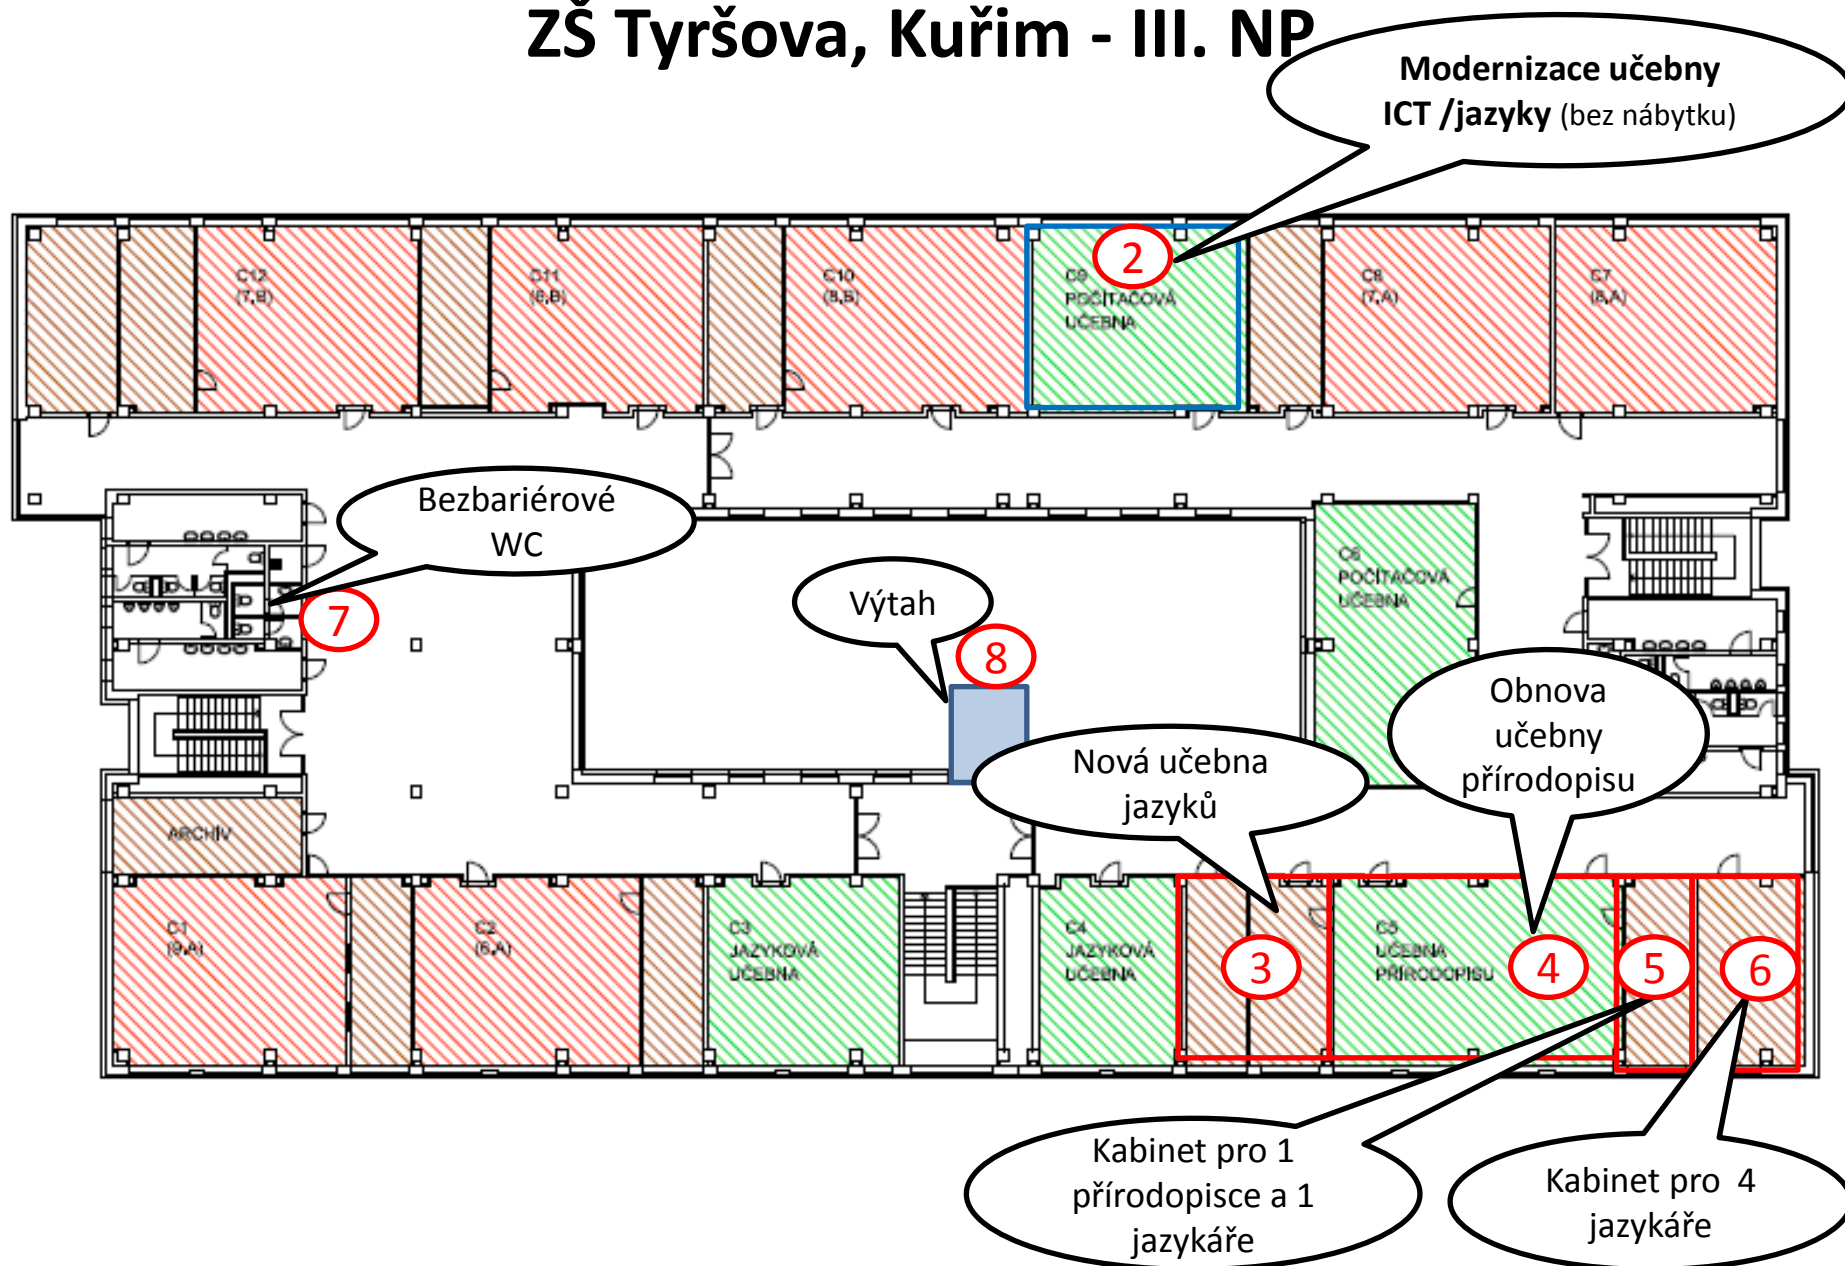 ZŠ Tyršova, Kuřim - III. NP
Modernizace učebny
ICT /jazyky (bez nábytku)
2
C12
(7,B)
C11
(6,B)
C10
(8,B)
C9
POČÍTAČOVÁ
UČEBNA
C8
(7,A)
C7
(8,A)
Bezbariérové
WC
7
Výtah
8
C6
POČÍTAČOVÁ
UČEBNA
Obnova
učebny
přírodopisu
Nová učebna
jazyků
ARCHÍV
C1
(9,A)
C2
(6,A)
C3
JAZYKOVÁ
UČEBNA
C4
JAZYKOVÁ
UČEBNA
3
C5
UČEBNA
PŘÍRODOPISU
4
5
6
Kabinet pro 1
přírodopisce a 1
jazykáře
Kabinet pro 4
jazykáře